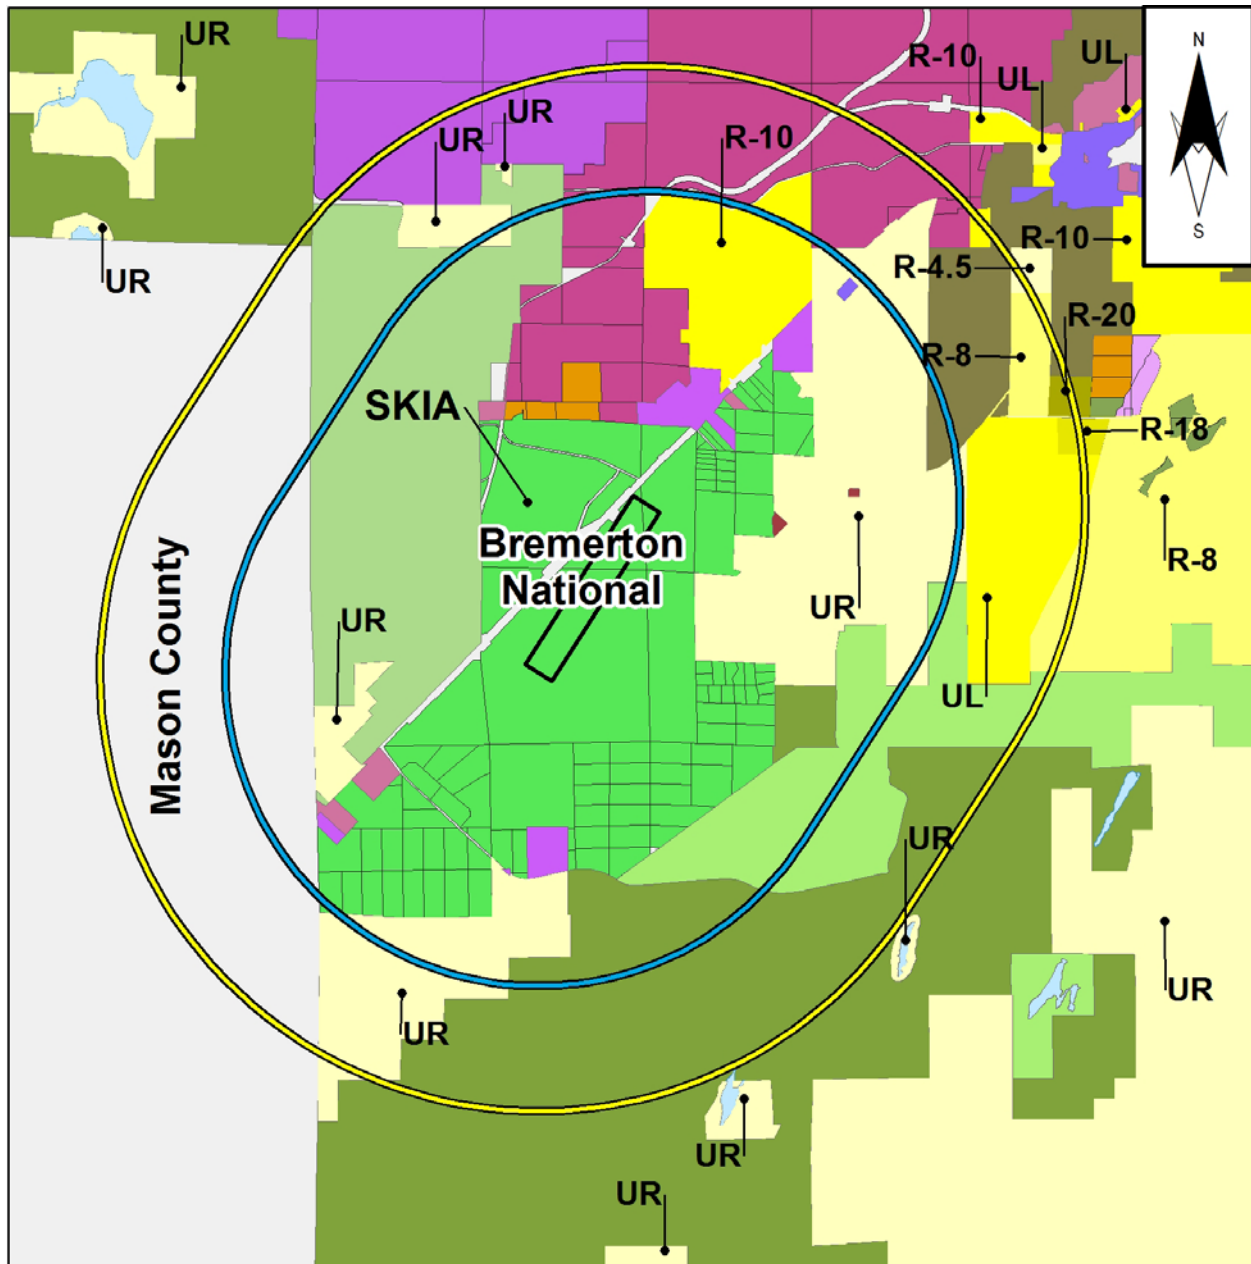 UR
R-10
UL
UL
N
S
UR
UR
R-10
UR
R-10
R-4.5
R-20
R-8
SKIA
R-18
Bremerton
National
R-8
Mason County
UR
UR
UL
UR
UR
UR
UR
UR